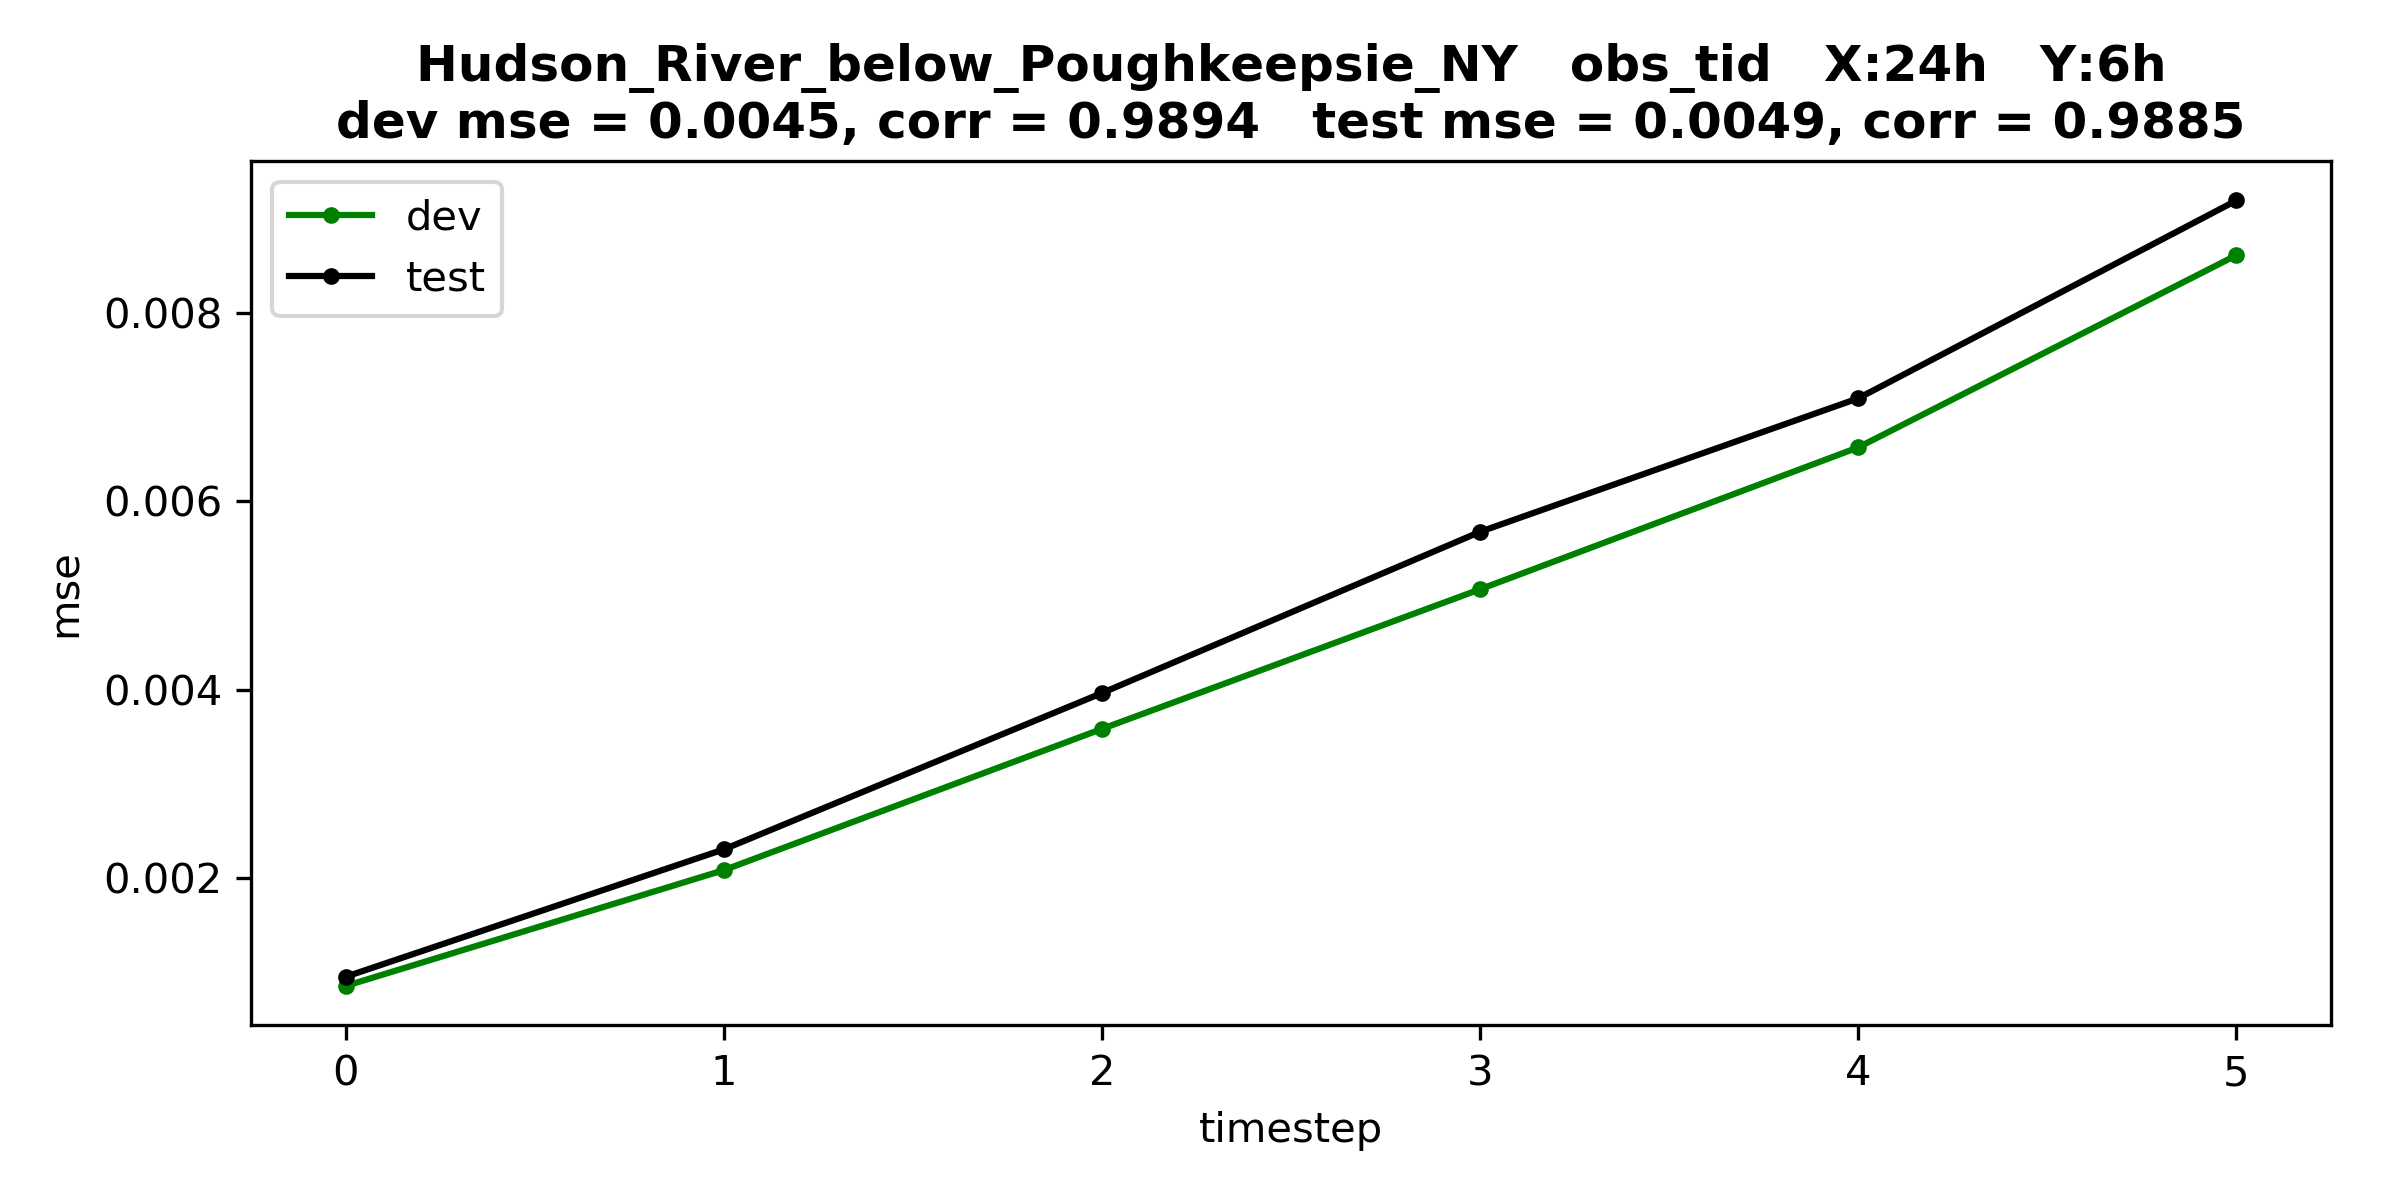 Hudson_River_below_Poughkeepsie_NY   obs_tid   X:24h   Y:6h
dev mse = 0.0045, corr = 0.9894   test mse = 0.0049, corr = 0.9885
dev
test
0.008
0.006
0.004
0.002
mse
0 1 2 3 4 5
timestep